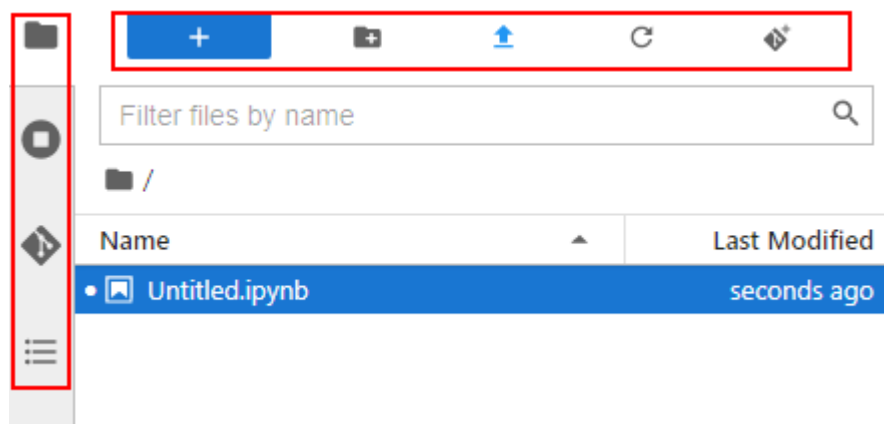 Filter files by name
/
Name Last Modified
Untitled.ipynb seconds ago